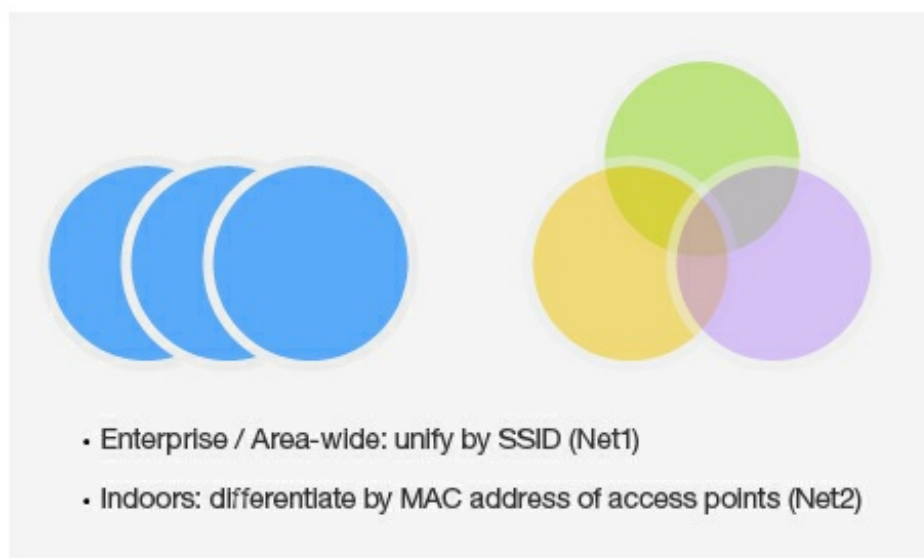 • Enterprise / Area-wide: unify by SSID (Net1)
• Indoors: differentiate by MAC address of access points (Net2)